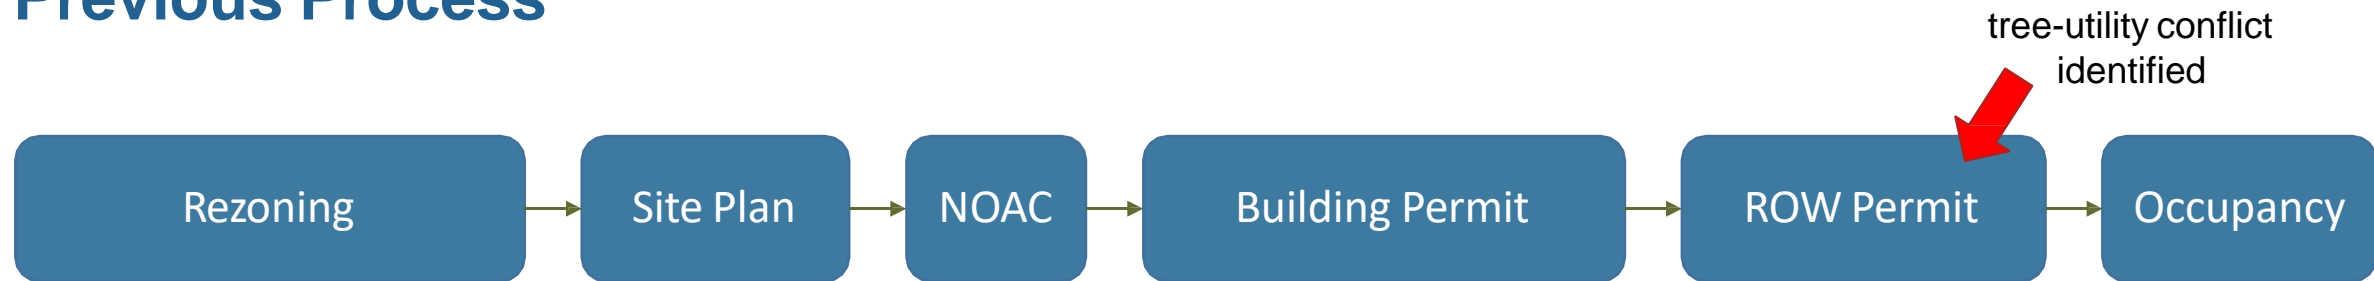 Previous Process
tree-utility conflict
identified
Rezoning
Site Plan
NOAC
Building Permit
ROW Permit
Occupancy